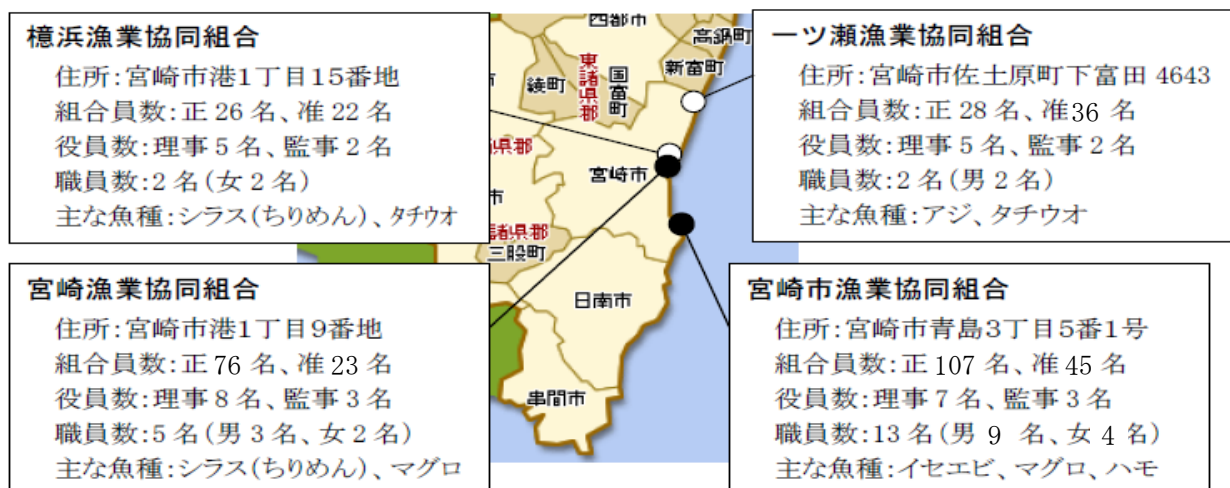 檍浜漁業協同組合
住所:宮崎市港1丁目15番地
組合員数:正 26 名、准 22 名
役員数:理事 5 名、監事 2 名
職員数:2 名(女 2 名)
主な魚種:シラス(ちりめん)、タチウオ
一ツ瀬漁業協同組合
住所:宮崎市佐土原町下富田 4643
組合員数:正 28 名、准36 名
役員数:理事 5 名、監事 2 名
職員数:2 名(男 2 名)
主な魚種:アジ、タチウオ
高鍋町
新富町
東諸県郡
綾町
国富町
宮崎市
県郡
市
諸県郡
三股町
日南市
串間市
宮崎漁業協同組合
住所:宮崎市港1丁目9番地
組合員数:正 76 名、准 23 名
役員数:理事 8 名、監事 3 名
職員数:5 名(男 3 名、女 2 名)
主な魚種:シラス(ちりめん)、マグロ
宮崎市漁業協同組合
住所:宮崎市青島3丁目5番1号
組合員数:正 107 名、准 45 名
役員数:理事 7 名、監事 3 名
職員数:13 名(男 9 名、女 4 名)
主な魚種:イセエビ、マグロ、ハモ